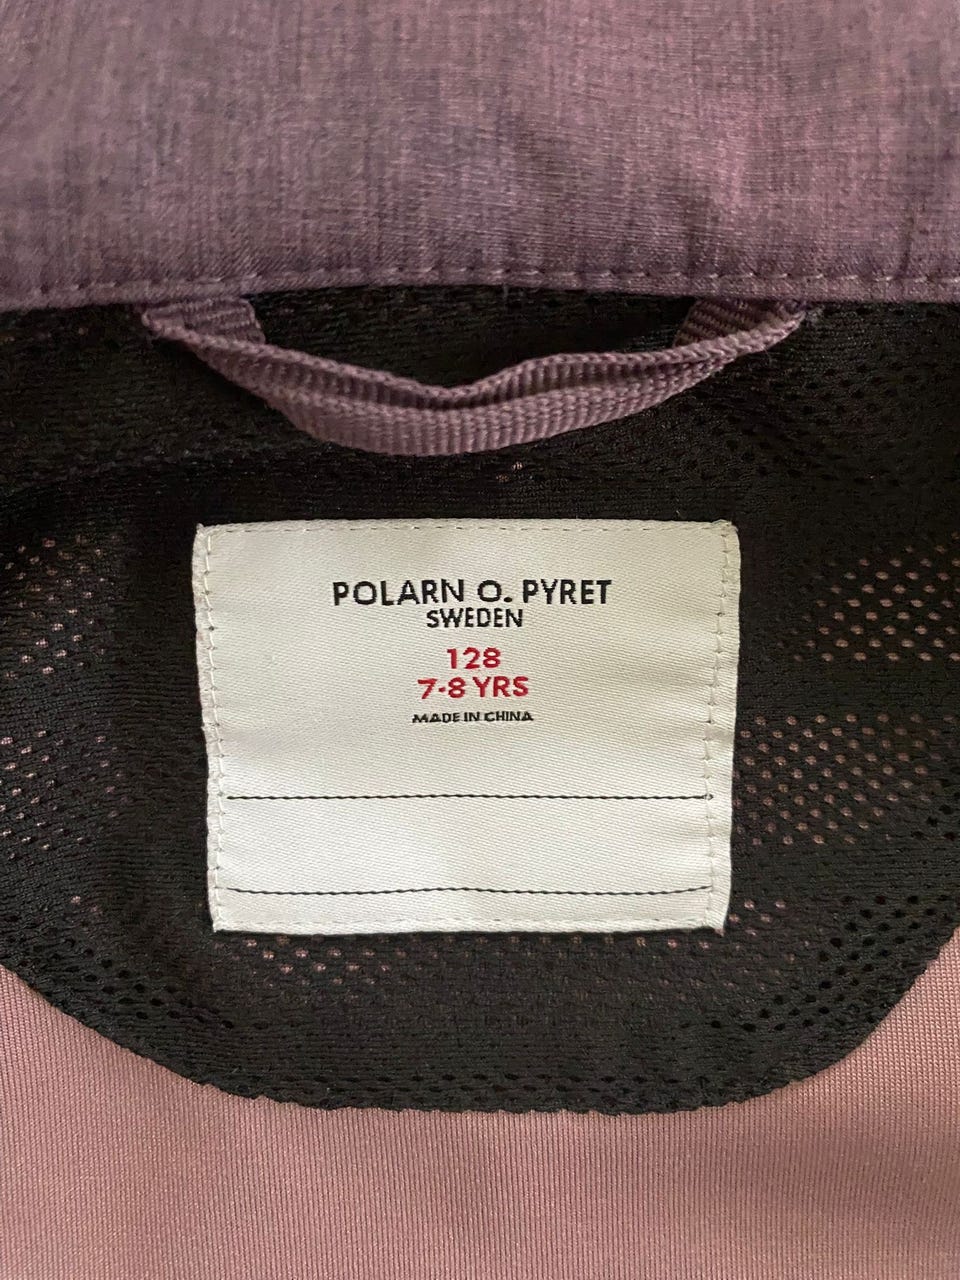 POLARN O. PYRET
SWEDEN
128
7-8 YRS
MADE IN CHINA